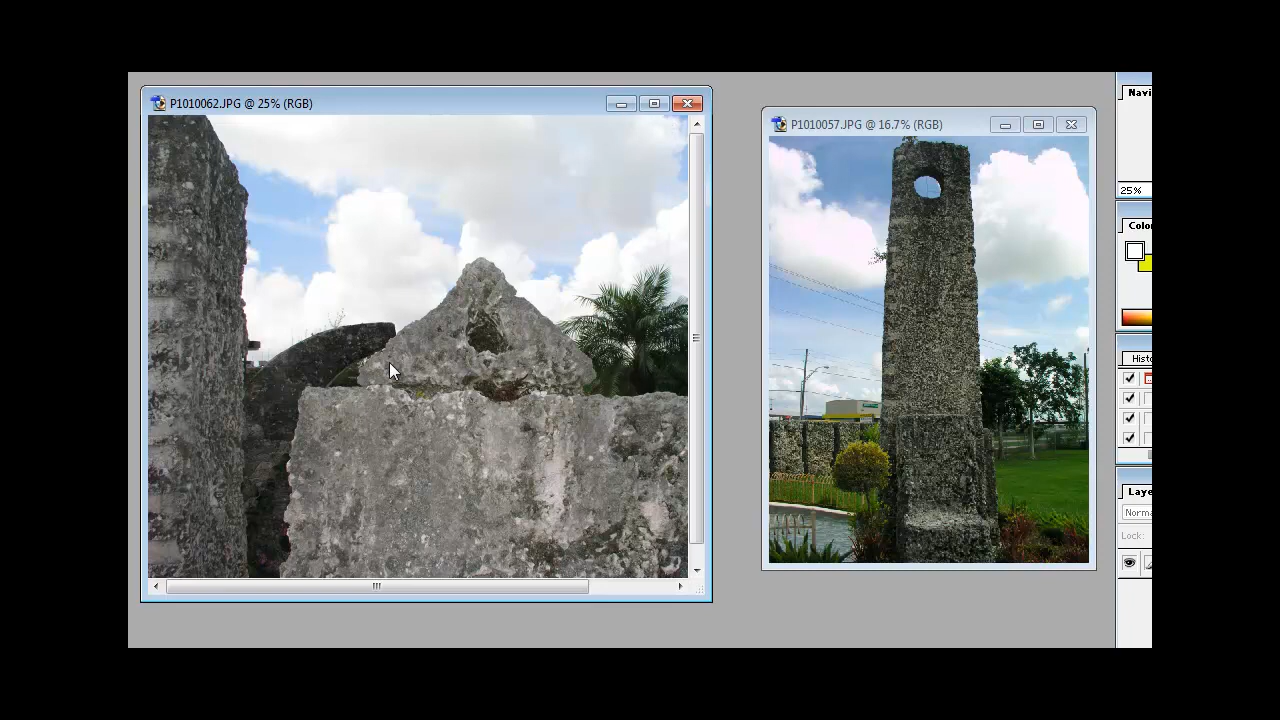 P1010062.JPG @ 25% (RGB)
P1010057.JPG @ 16.7% (RGB)
Navi
25%
Colo
Histo
Laye
Norma
Lock: